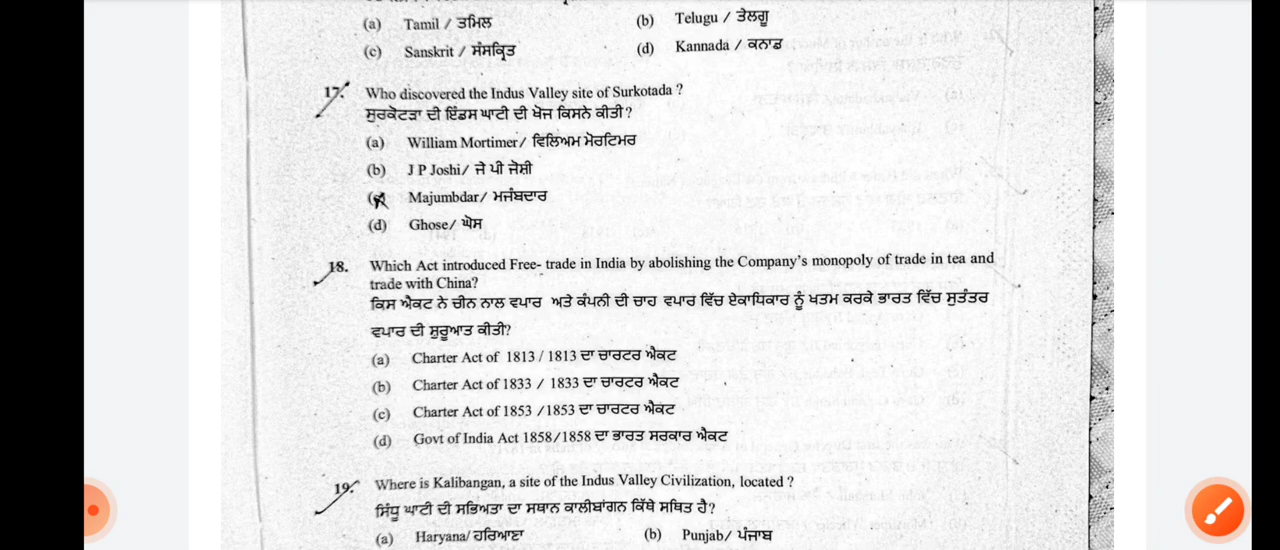 (a) Tamil / ਤਮਿਲ (b) Telugu / ਤੇਲਗੂ
(c) Sanskrit / ਸੰਸਕ੍ਰਿਤ (d) Kannada / ਕਨਾਡ
17. Who discovered the Indus Valley site of Surkotada ?
ਸੁਰਕੋਟੜਾ ਦੀ ਇੰਡਸ ਘਾਟੀ ਦੀ ਖੋਜ ਕਿਸਨੇ ਕੀਤੀ?
(a) William Mortimer/ ਵਿਲਿਅਮ ਮੋਰਟਿਮਰ
(b) J P Joshi/ ਜੇ ਪੀ ਜੋਸ਼ੀ
(c) Majumbdar/ ਮਜੰਬਦਾਰ
(d) Ghose/ ਘੋਸ
18. Which Act introduced Free- trade in India by abolishing the Company's monopoly of trade in tea and
trade with China?
ਕਿਸ ਐਕਟ ਨੇ ਚੀਨ ਨਾਲ ਵਪਾਰ ਅਤੇ ਕੰਪਨੀ ਦੀ ਚਾਹ ਵਪਾਰ ਵਿੱਚ ਏਕਾਧਿਕਾਰ ਨੂੰ ਖਤਮ ਕਰਕੇ ਭਾਰਤ ਵਿੱਚ ਸੁਤੰਤਰ
ਵਪਾਰ ਦੀ ਸ਼ੁਰੂਆਤ ਕੀਤੀ?
(a) Charter Act of 1813 / 1813 ਦਾ ਚਾਰਟਰ ਐਕਟ
(b) Charter Act of 1833 / 1833 ਦਾ ਚਾਰਟਰ ਐਕਟ
(c) Charter Act of 1853 /1853 ਦਾ ਚਾਰਟਰ ਐਕਟ
(d) Govt of India Act 1858/1858 ਦਾ ਭਾਰਤ ਸਰਕਾਰ ਐਕਟ
19. Where is Kalibangan, a site of the Indus Valley Civilization, located ?
ਸਿੰਧੂ ਘਾਟੀ ਦੀ ਸਭਿਅਤਾ ਦਾ ਸਥਾਨ ਕਾਲੀਬਾਂਗਨ ਕਿੱਥੇ ਸਥਿਤ ਹੈ?
(a) Haryana/ ਹਰਿਆਣਾ (b) Punjab/ ਪੰਜਾਬ